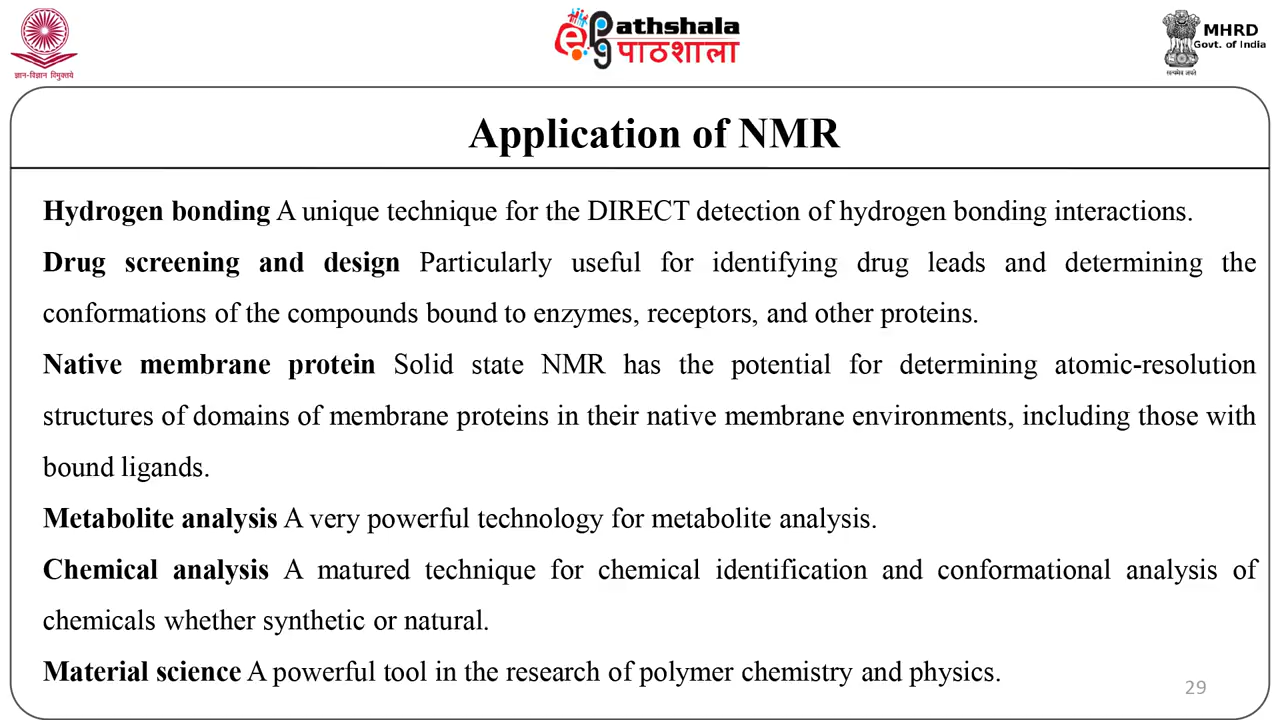 ज्ञान-विज्ञान विमुक्तये
ePathshala
पाठशाला
MHRD
Govt. of India
सत्यमेव जयते
Application of NMR
Hydrogen bonding A unique technique for the DIRECT detection of hydrogen bonding interactions.
Drug screening and design Particularly useful for identifying drug leads and determining the
conformations of the compounds bound to enzymes, receptors, and other proteins.
Native membrane protein Solid state NMR has the potential for determining atomic-resolution
structures of domains of membrane proteins in their native membrane environments, including those with
bound ligands.
Metabolite analysis A very powerful technology for metabolite analysis.
Chemical analysis A matured technique for chemical identification and conformational analysis of
chemicals whether synthetic or natural.
Material science A powerful tool in the research of polymer chemistry and physics.
29